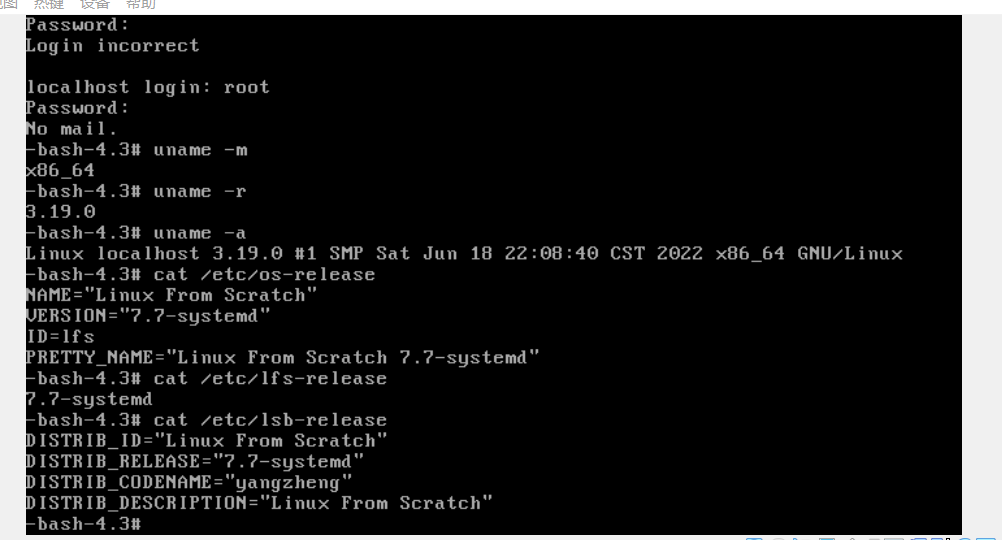 视图 热键 设备 帮助
Password:
Login incorrect
localhost login: root
Password:
No mail.
-bash-4.3# uname -m
x86_64
-bash-4.3# uname -r
3.19.0
-bash-4.3# uname -a
Linux localhost 3.19.0 #1 SMP Sat Jun 18 22:08:40 CST 2022 x86_64 GNU/Linux
-bash-4.3# cat /etc/os-release
NAME="Linux From Scratch"
VERSION="7.7-systemd"
ID=lfs
PRETTY_NAME="Linux From Scratch 7.7-systemd"
-bash-4.3# cat /etc/lfs-release
7.7-systemd
-bash-4.3# cat /etc/lsb-release
DISTRIB_ID="Linux From Scratch"
DISTRIB_RELEASE="7.7-systemd"
DISTRIB_CODENAME="yangzheng"
DISTRIB_DESCRIPTION="Linux From Scratch"
-bash-4.3#